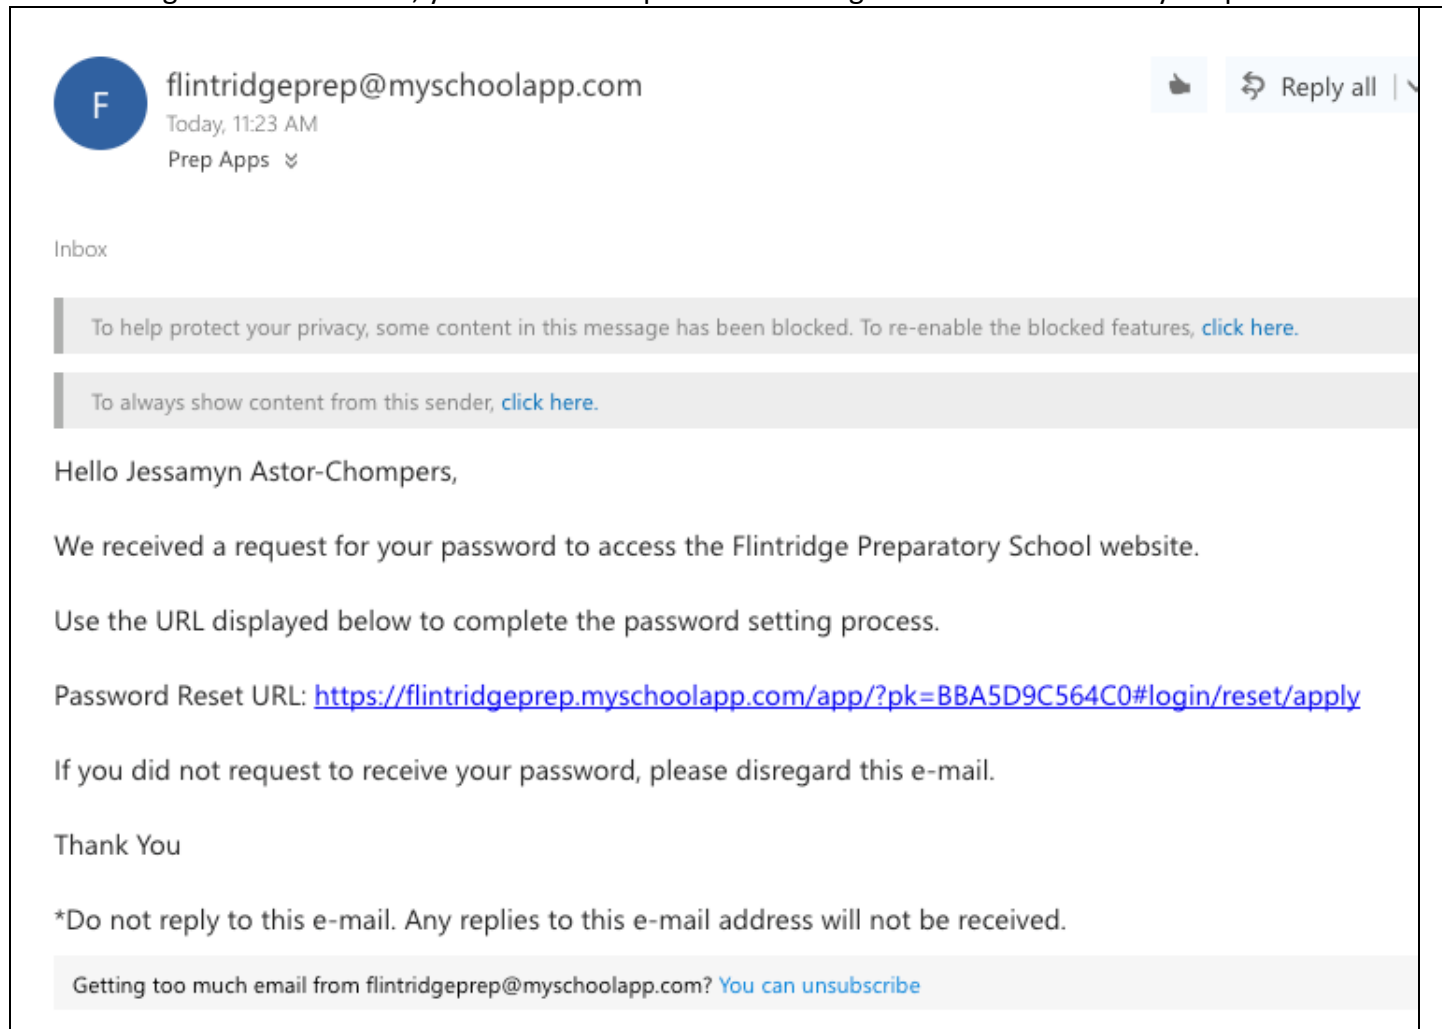 F
flintridgeprep@myschoolapp.com
Reply all
Today, 11:23 AM
Prep Apps
Inbox
To help protect your privacy, some content in this message has been blocked. To re-enable the blocked features, click here.
To always show content from this sender, click here.
Hello Jessamyn Astor-Chompers,
We received a request for your password to access the Flintridge Preparatory School website.
Use the URL displayed below to complete the password setting process.
Password Reset URL: https://flintridgeprep.myschoolapp.com/app/?pk=BBA5D9C564C0#login/reset/apply
If you did not request to receive your password, please disregard this e-mail.
Thank You
*Do not reply to this e-mail. Any replies to this e-mail address will not be received.
Getting too much email from flintridgeprep@myschoolapp.com? You can unsubscribe